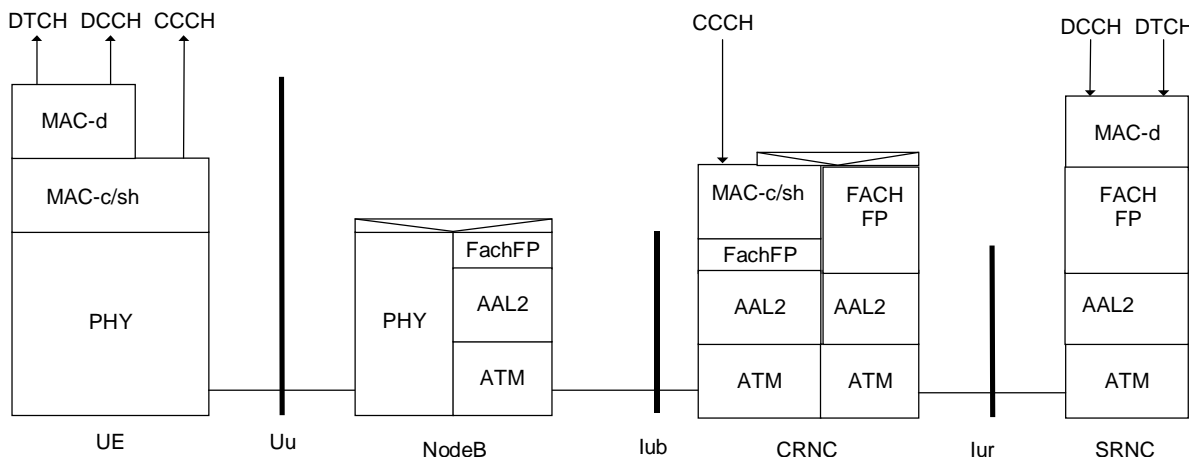 DTCH DCCH CCCH
CCCH
DCCH DTCH
MAC-d
MAC-c/sh
PHY
UE
Uu
PHY
FachFP
AAL2
ATM
NodeB
Iub
MAC-c/sh
FachFP
AAL2
ATM
FACH
FP
AAL2
ATM
CRNC
Iur
MAC-d
FACH
FP
AAL2
ATM
SRNC